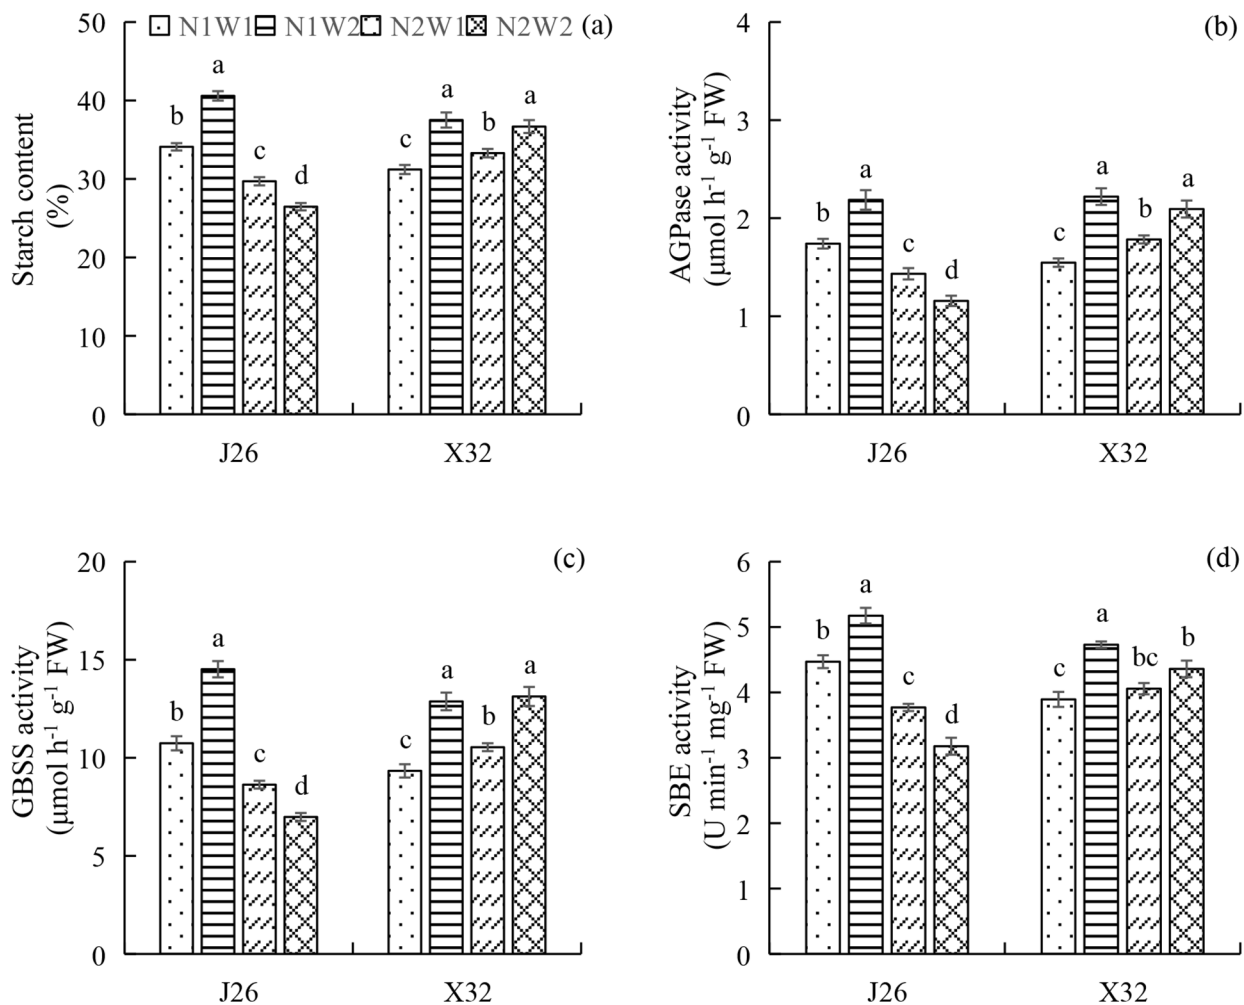 N1W1 N1W2 N2W1 N2W2 (a)
50
40
30
20
10
0
Starch content
(%)
b a c d c a b a
J26 X32
(b)
4
3
2
1
0
AGPase activity
(μmol h⁻¹ g⁻¹ FW)
b a c d c a b a
J26 X32
(c)
20
15
10
5
0
GBSS activity
(μmol h⁻¹ g⁻¹ FW)
b a c d c a b a
J26 X32
(d)
6
5
4
3
2
1
0
SBE activity
(U min⁻¹ mg⁻¹ FW)
b a c d c a bc b
J26 X32